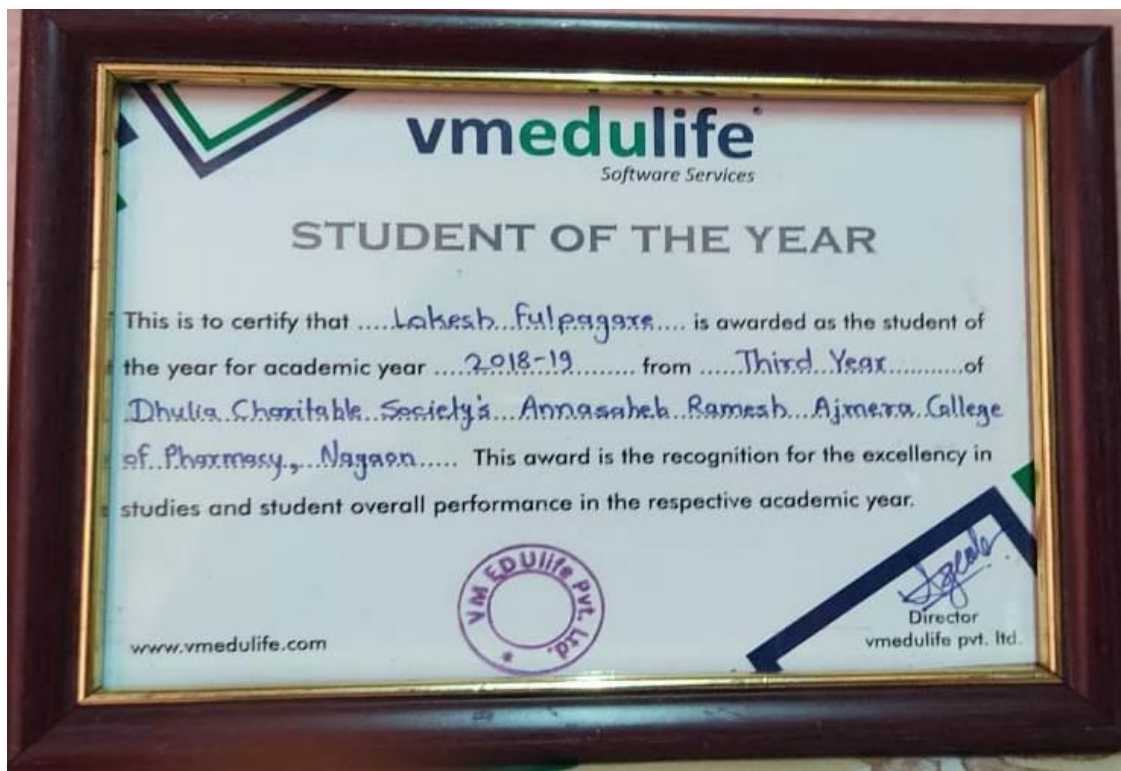 vmedulife
Software Services
STUDENT OF THE YEAR
This is to certify that .....Lokesh Fulpagare.... is awarded as the student of
the year for academic year ....2018-19......... from .....Third Year..........of
Dhulia Charitable Society's Annasaheb Ramesh Ajmera College
of Pharmacy, Nagaon..... This award is the recognition for the excellency in
studies and student overall performance in the respective academic year.
VM EDUlife Pvt. Ltd.
Director
www.vmedulife.com
vmedulife pvt. ltd.